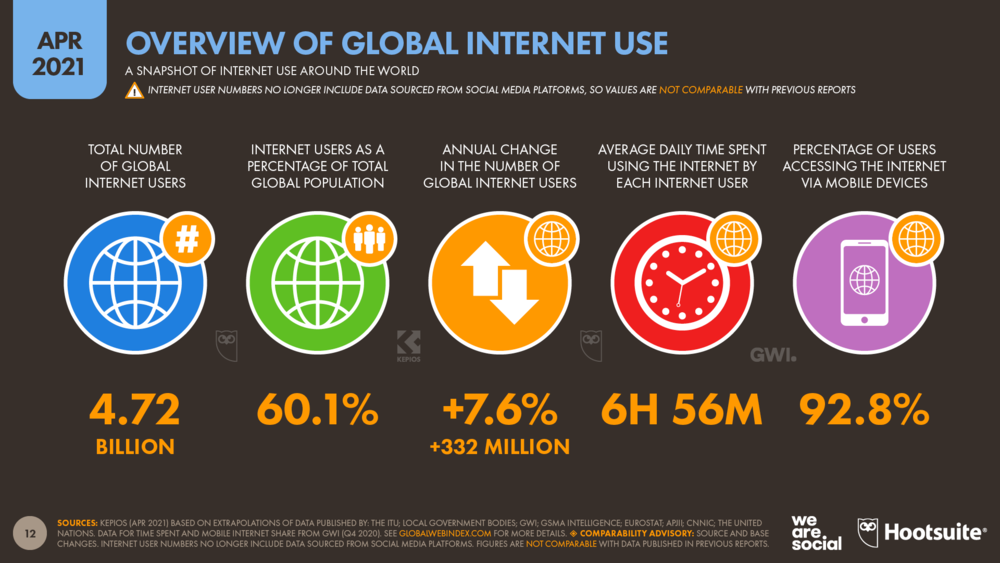 APR
2021
OVERVIEW OF GLOBAL INTERNET USE
A SNAPSHOT OF INTERNET USE AROUND THE WORLD
INTERNET USER NUMBERS NO LONGER INCLUDE DATA SOURCED FROM SOCIAL MEDIA PLATFORMS, SO VALUES ARE NOT COMPARABLE WITH PREVIOUS REPORTS
TOTAL NUMBER
OF GLOBAL
INTERNET USERS
INTERNET USERS AS A
PERCENTAGE OF TOTAL
GLOBAL POPULATION
ANNUAL CHANGE
IN THE NUMBER OF
GLOBAL INTERNET USERS
AVERAGE DAILY TIME SPENT
USING THE INTERNET BY
EACH INTERNET USER
PERCENTAGE OF USERS
ACCESSING THE INTERNET
VIA MOBILE DEVICES
#
KEPIOS
GWI.
4.72
BILLION
60.1%
+7.6%
+332 MILLION
6H 56M
92.8%
12
SOURCES: KEPIOS (APR 2021) BASED ON EXTRAPOLATIONS OF DATA PUBLISHED BY: THE ITU; LOCAL GOVERNMENT BODIES; GWI; GSMA INTELLIGENCE; EUROSTAT; APJII; CNNIC; THE UNITED
NATIONS. DATA FOR TIME SPENT AND MOBILE INTERNET SHARE FROM GWI (Q4 2020). SEE GLOBALWEBINDEX.COM FOR MORE DETAILS. ❖ COMPARABILITY ADVISORY: SOURCE AND BASE
CHANGES. INTERNET USER NUMBERS NO LONGER INCLUDE DATA SOURCED FROM SOCIAL MEDIA PLATFORMS. FIGURES ARE NOT COMPARABLE WITH DATA PUBLISHED IN PREVIOUS REPORTS.
we
are
social
Hootsuite®